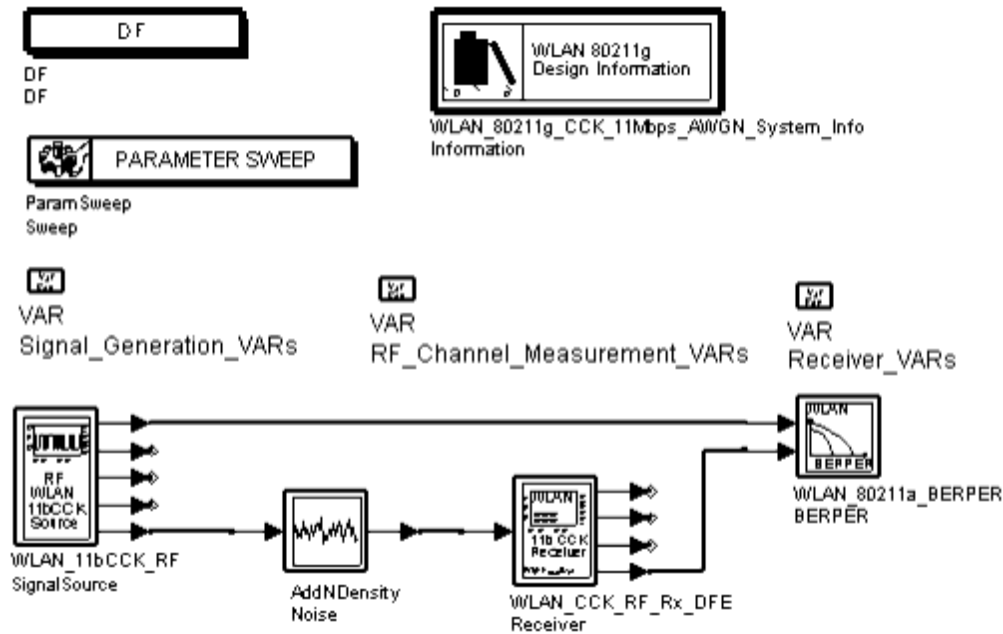 DF
DF
DF
WLAN 80211g
Design Information
WLAN_80211g_CCK_11Mbps_AWGN_System_Info
Information
PARAMETER SWEEP
ParamSweep
Sweep
VAR
Signal_Generation_VARs
VAR
RF_Channel_Measurement_VARs
VAR
Receiver_VARs
RF
WLAN
11bCCK
Source
WLAN_11bCCK_RF
SignalSource
AddNDensity
Noise
WLAN
11b CCK
Receiver
WLAN_CCK_RF_Rx_DFE
Receiver
WLAN
BERPER
WLAN_80211a_BERPER
BERPER